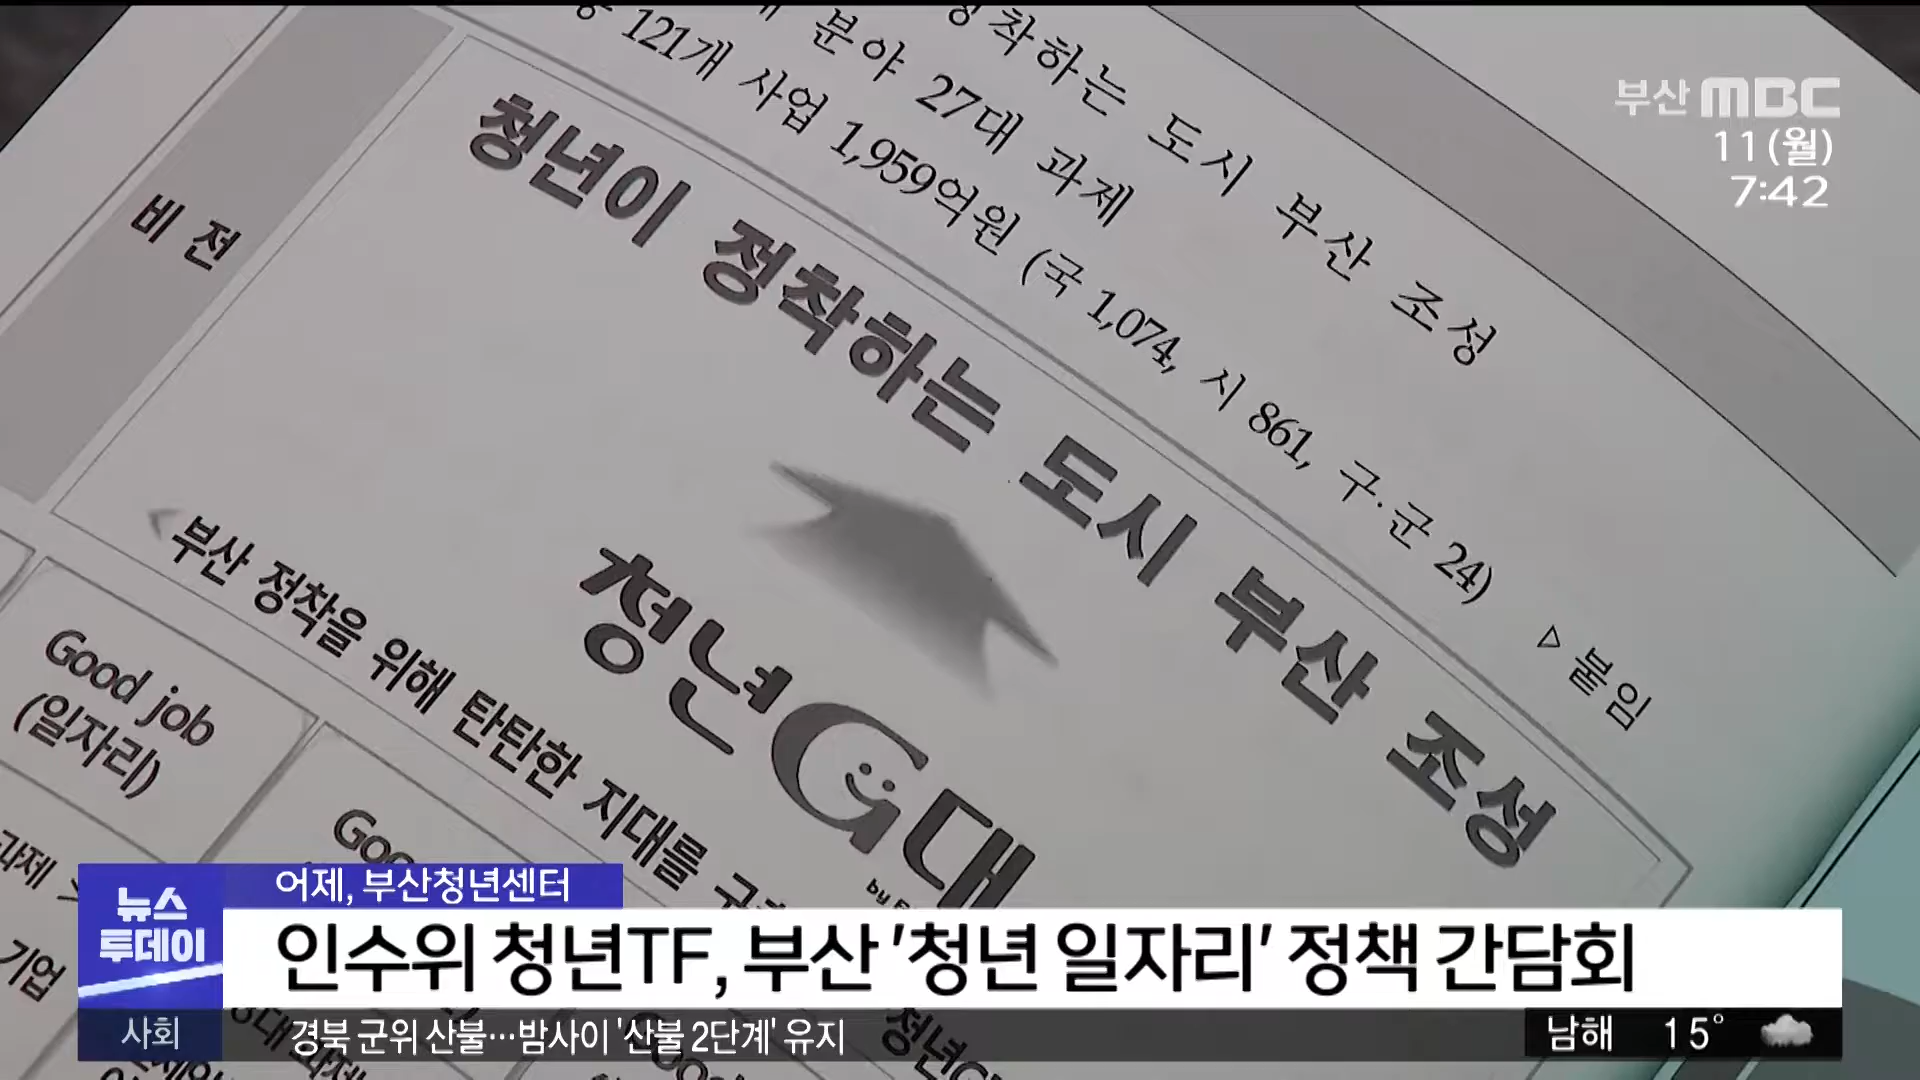 부산 MBC
11(월)
7:42
정착하는 도시 부산 조성
분야 27대 과제
121개 사업 1,959억원 (국 1,074, 시 861, 구·군 24)
▷ 붙임
비 전
청년이 정착하는 도시 부산 조성
청년G대
부산 정착을 위해 탄탄한 지대를
Good job
(일자리)
과제
기업
어제, 부산청년센터
뉴스
투데이
인수위 청년TF, 부산 '청년 일자리' 정책 간담회
사회
경북 군위 산불…밤사이 '산불 2단계' 유지
남해 15°